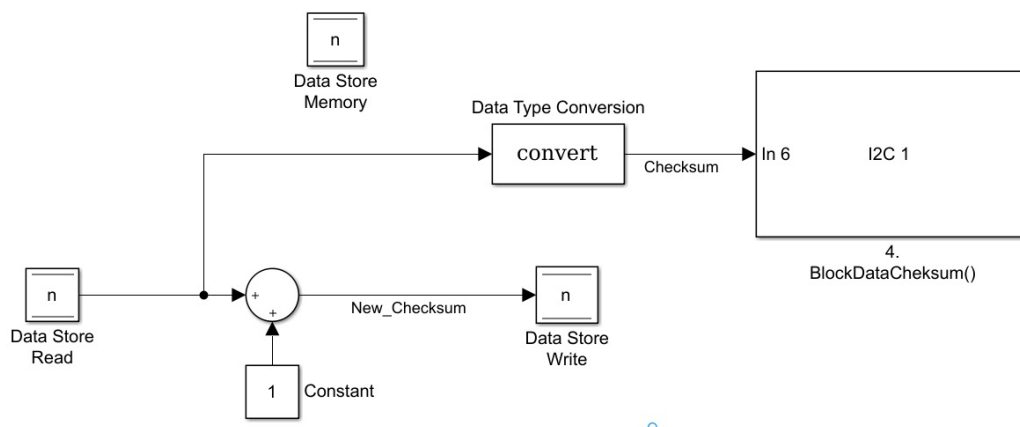 n
Data Store
Memory
Data Type Conversion
convert
Checksum
In 6
I2C 1
4.
BlockDataCheksum()
n
Data Store
Read
+
+
New_Checksum
n
Data Store
Write
1
Constant